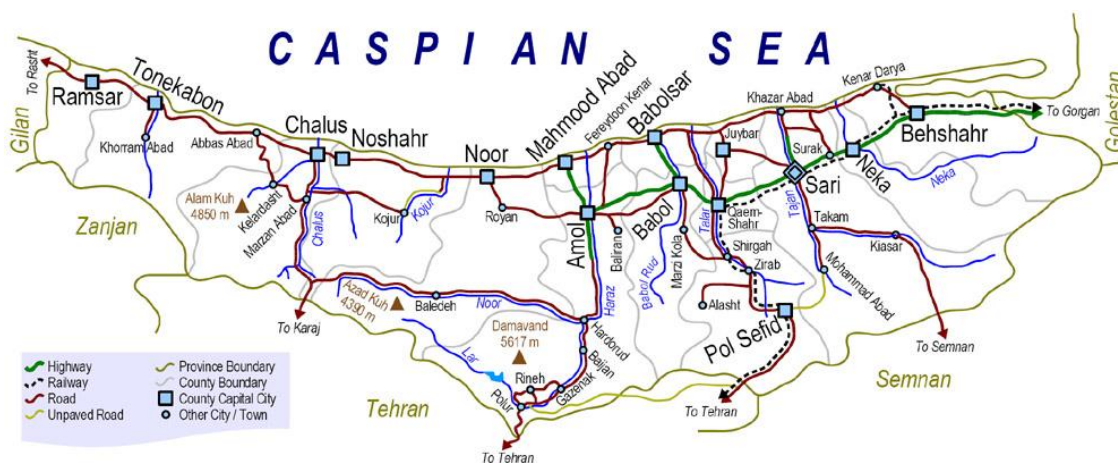 CASPIAN SEA
To Rasht
Ramsar
Tonekabon
Gilan
Khorram Abad
Abbas Abad
Chalus
Noshahr
Noor
Mahmood Abad
Fereydoon Kenar
Babolsar
Juybar
Khazar Abad
Kenar Darya
Surak
Behshahr
To Gorgan
Golestan
Neka
Neka
Sari
Tajan
Alam Kuh
4850 m
Kelardasht
Marzan Abad
Chalus
Kojur
Kojur
Royan
Amol
Baliran
Babol
Talar
Qaem-
Shahr
Takam
Kiasar
Zanjan
Haraz
Babol Rud
Marzi Kola
Shirgah
Zirab
Mohammad Abad
Azad Kuh
4390 m
Baledeh
Noor
Alasht
Pol Sefid
To Karaj
Damavand
5617 m
Hardorud
Baijan
Lar
Rineh
Gazenak
Polur
To Semnan
Semnan
Tehran
To Tehran
To Tehran
Highway
Railway
Road
Unpaved Road
Province Boundary
County Boundary
County Capital City
Other City / Town